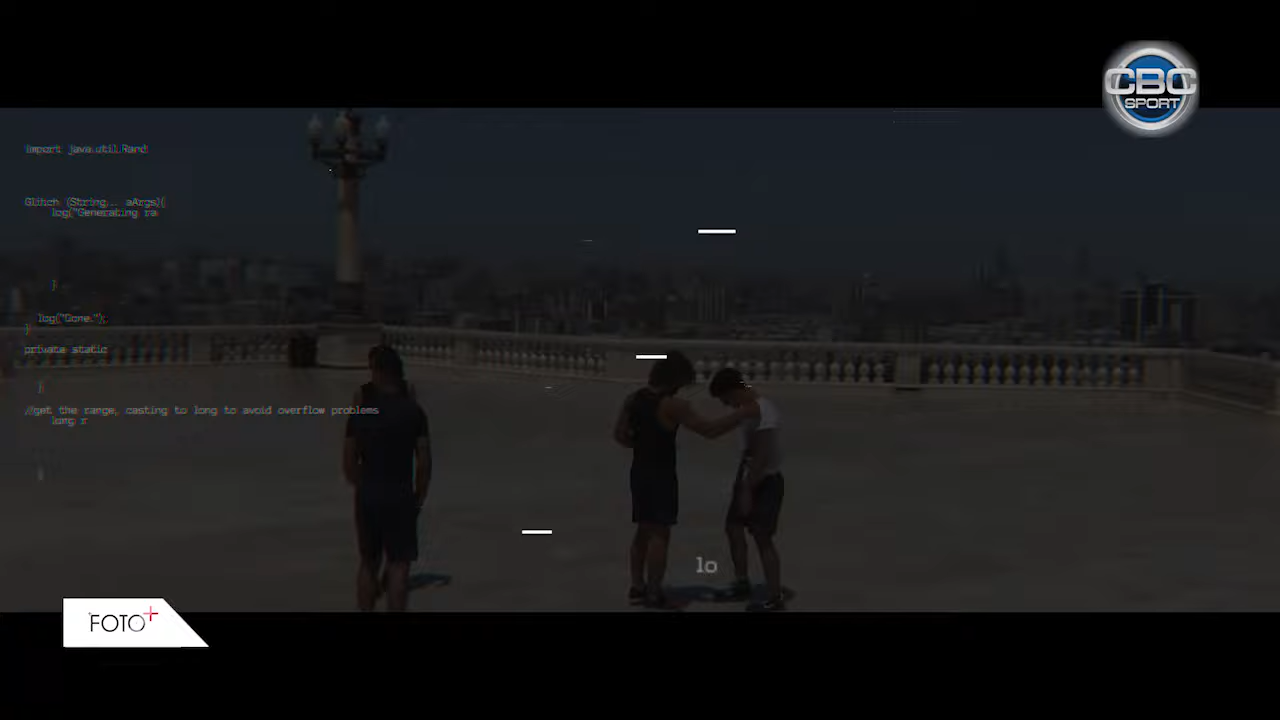 CBC
SPORT
import java.util.Rand
Glitch (String... aArgs){
log("Generating ra
}
log("Done.");
}
private static
}
//get the range, casting to long to avoid overflow problems
long r
lo
FOTO+